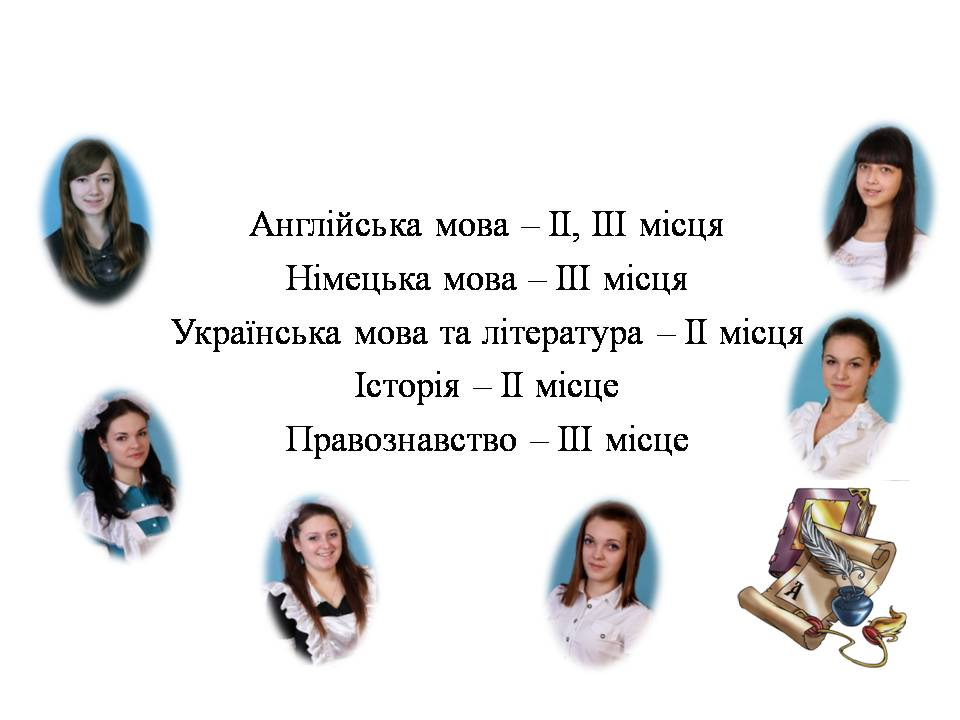 Англійська мова – ІІ, ІІІ місця
Німецька мова – ІІІ місця
Українська мова та література – ІІ місця
Історія – ІІ місце
Правознавство – ІІІ місце
А